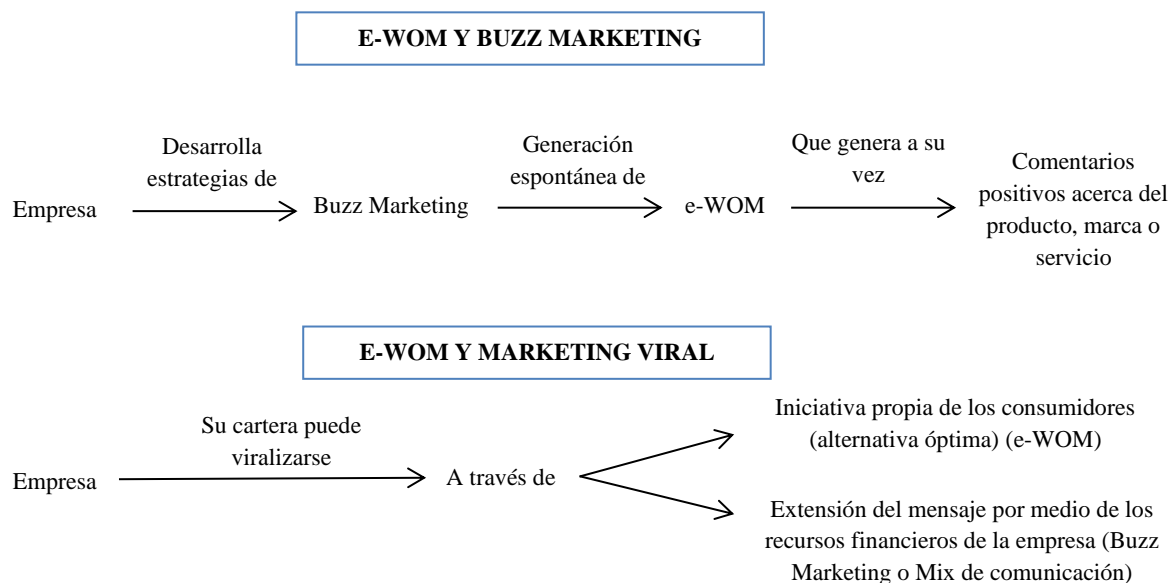 E-WOM Y BUZZ MARKETING
Empresa
Desarrolla
estrategias de
Buzz Marketing
Generación
espontánea de
e-WOM
Que genera a su
vez
Comentarios
positivos acerca del
producto, marca o
servicio
E-WOM Y MARKETING VIRAL
Empresa
Su cartera puede
viralizarse
A través de
Iniciativa propia de los consumidores
(alternativa óptima) (e-WOM)
Extensión del mensaje por medio de los
recursos financieros de la empresa (Buzz
Marketing o Mix de comunicación)